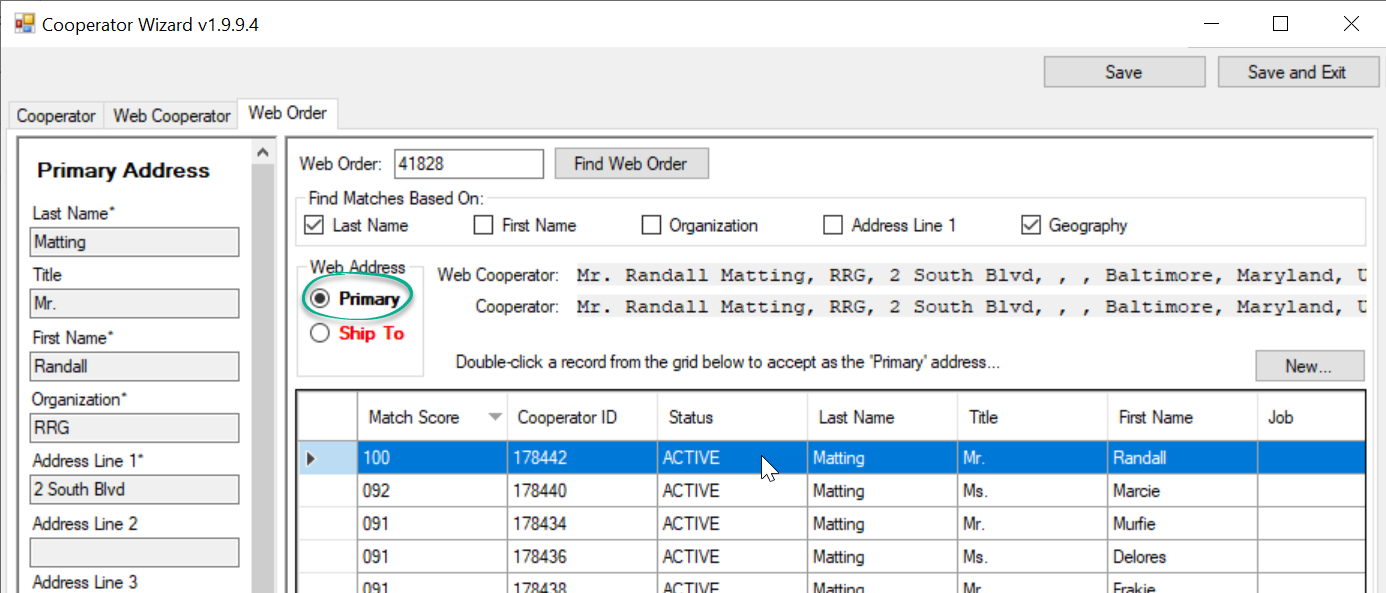 Cooperator Wizard v1.9.9.4
Save Save and Exit
Cooperator Web Cooperator Web Order
Primary Address
Last Name*
Matting
Title
Mr.
First Name*
Randall
Organization*
RRG
Address Line 1*
2 South Blvd
Address Line 2
Address Line 3
Web Order: 41828 Find Web Order
Find Matches Based On:
Last Name First Name Organization Address Line 1 Geography
Web Address
Primary
Ship To
Web Cooperator: Mr. Randall Matting, RRG, 2 South Blvd, , , Baltimore, Maryland, U
Cooperator: Mr. Randall Matting, RRG, 2 South Blvd, , , Baltimore, Maryland, U
Double-click a record from the grid below to accept as the 'Primary' address...
New...
Match Score Cooperator ID Status Last Name Title First Name Job
100 178442 ACTIVE Matting Mr. Randall
092 178440 ACTIVE Matting Ms. Marcie
091 178434 ACTIVE Matting Mr. Murfie
091 178436 ACTIVE Matting Ms. Delores
091 178438 ACTIVE Matting Mr. Frakie